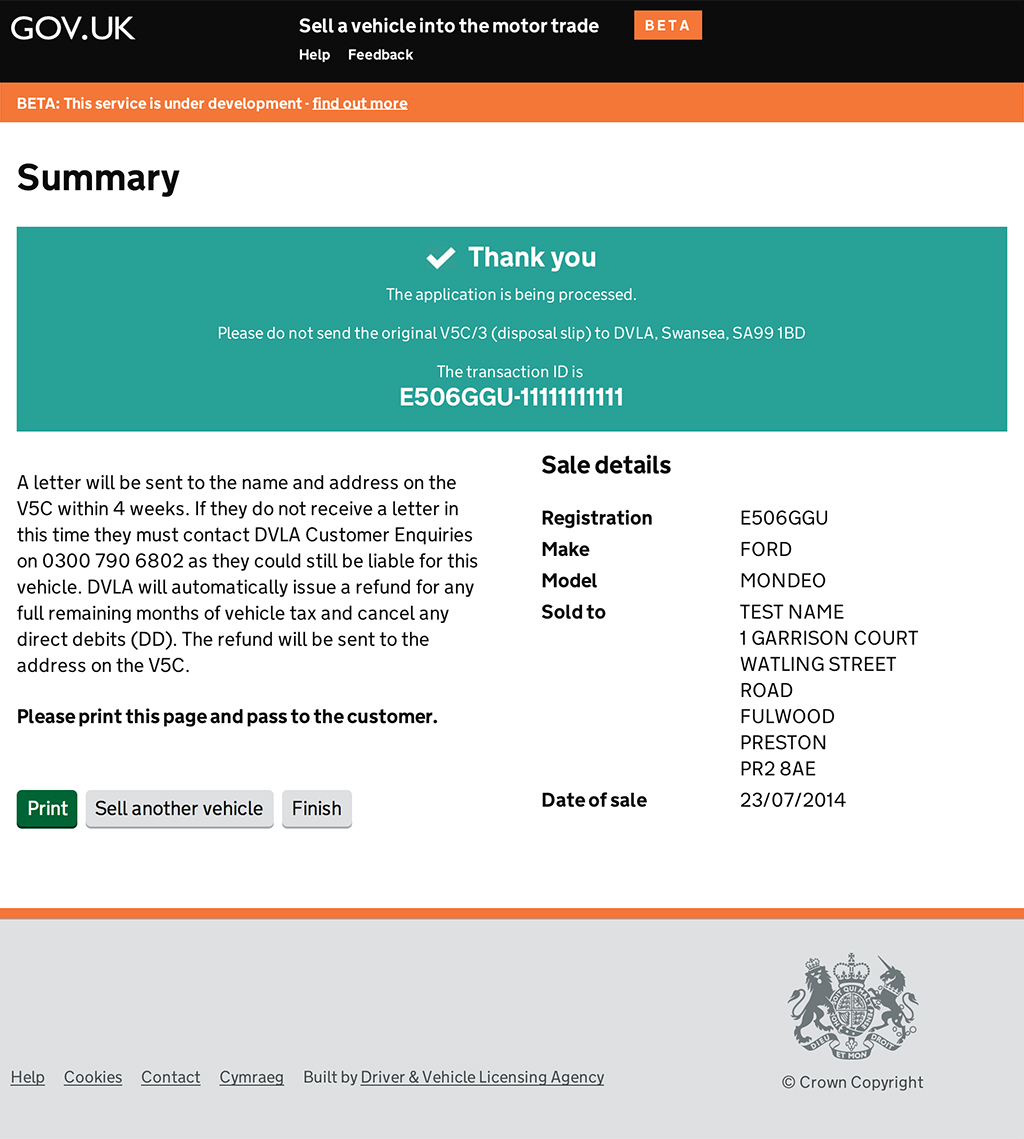 GOV.UK
Sell a vehicle into the motor trade
BETA
Help Feedback
BETA: This service is under development - find out more
Summary
Thank you
The application is being processed.
Please do not send the original V5C/3 (disposal slip) to DVLA, Swansea, SA99 1BD
The transaction ID is
E506GGU-11111111111
A letter will be sent to the name and address on the
V5C within 4 weeks. If they do not receive a letter in
this time they must contact DVLA Customer Enquiries
on 0300 790 6802 as they could still be liable for this
vehicle. DVLA will automatically issue a refund for any
full remaining months of vehicle tax and cancel any
direct debits (DD). The refund will be sent to the
address on the V5C.
Please print this page and pass to the customer.
Print
Sell another vehicle
Finish
Sale details
Registration E506GGU
Make FORD
Model MONDEO
Sold to TEST NAME
1 GARRISON COURT
WATLING STREET
ROAD
FULWOOD
PRESTON
PR2 8AE
Date of sale 23/07/2014
DIEU ET MON DROIT
Help Cookies Contact Cymraeg Built by Driver & Vehicle Licensing Agency
© Crown Copyright